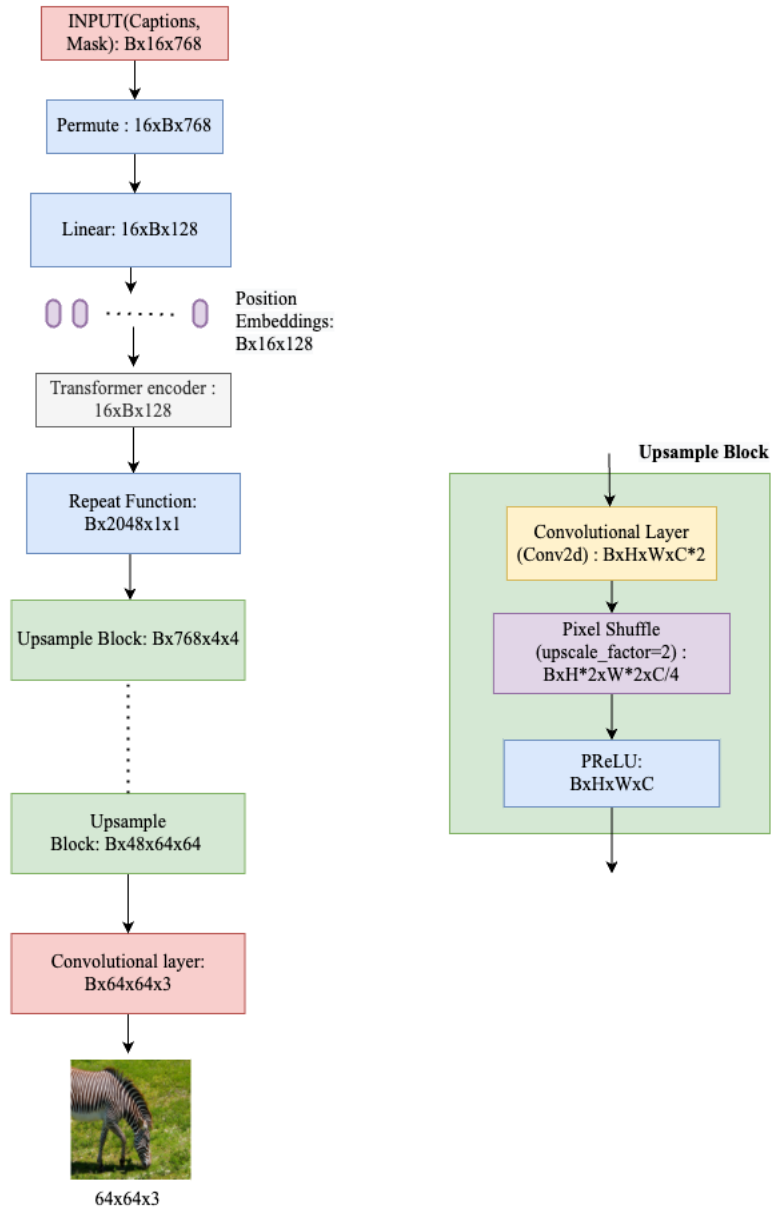 INPUT(Captions,
Mask): Bx16x768
Permute : 16xBx768
Linear: 16xBx128
Position
Embeddings:
Bx16x128
Transformer encoder :
16xBx128
Repeat Function:
Bx2048x1x1
Upsample Block: Bx768x4x4
Upsample
Block: Bx48x64x64
Convolutional layer:
Bx64x64x3
64x64x3
Upsample Block
Convolutional Layer
(Conv2d) : BxHxWxC*2
Pixel Shuffle
(upscale_factor=2) :
BxH*2xW*2xC/4
PReLU:
BxHxWxC